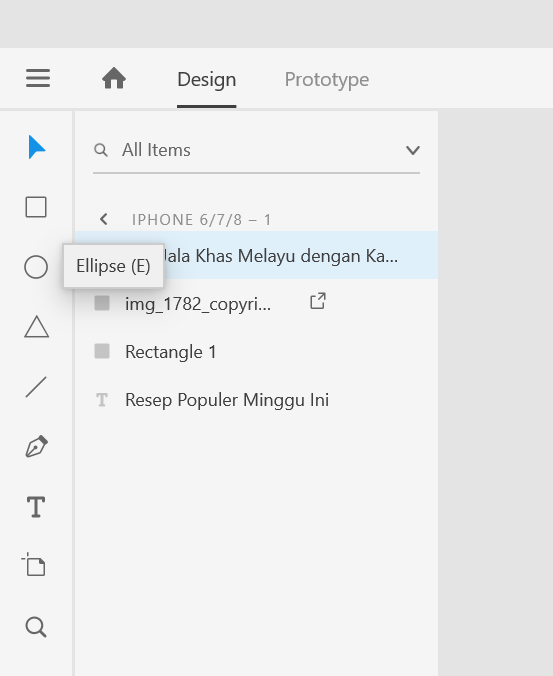 Design
Prototype
All Items
IPHONE 6/7/8 – 1
Jala Khas Melayu dengan Ka...
Ellipse (E)
img_1782_copyri...
Rectangle 1
T Resep Populer Minggu Ini
T